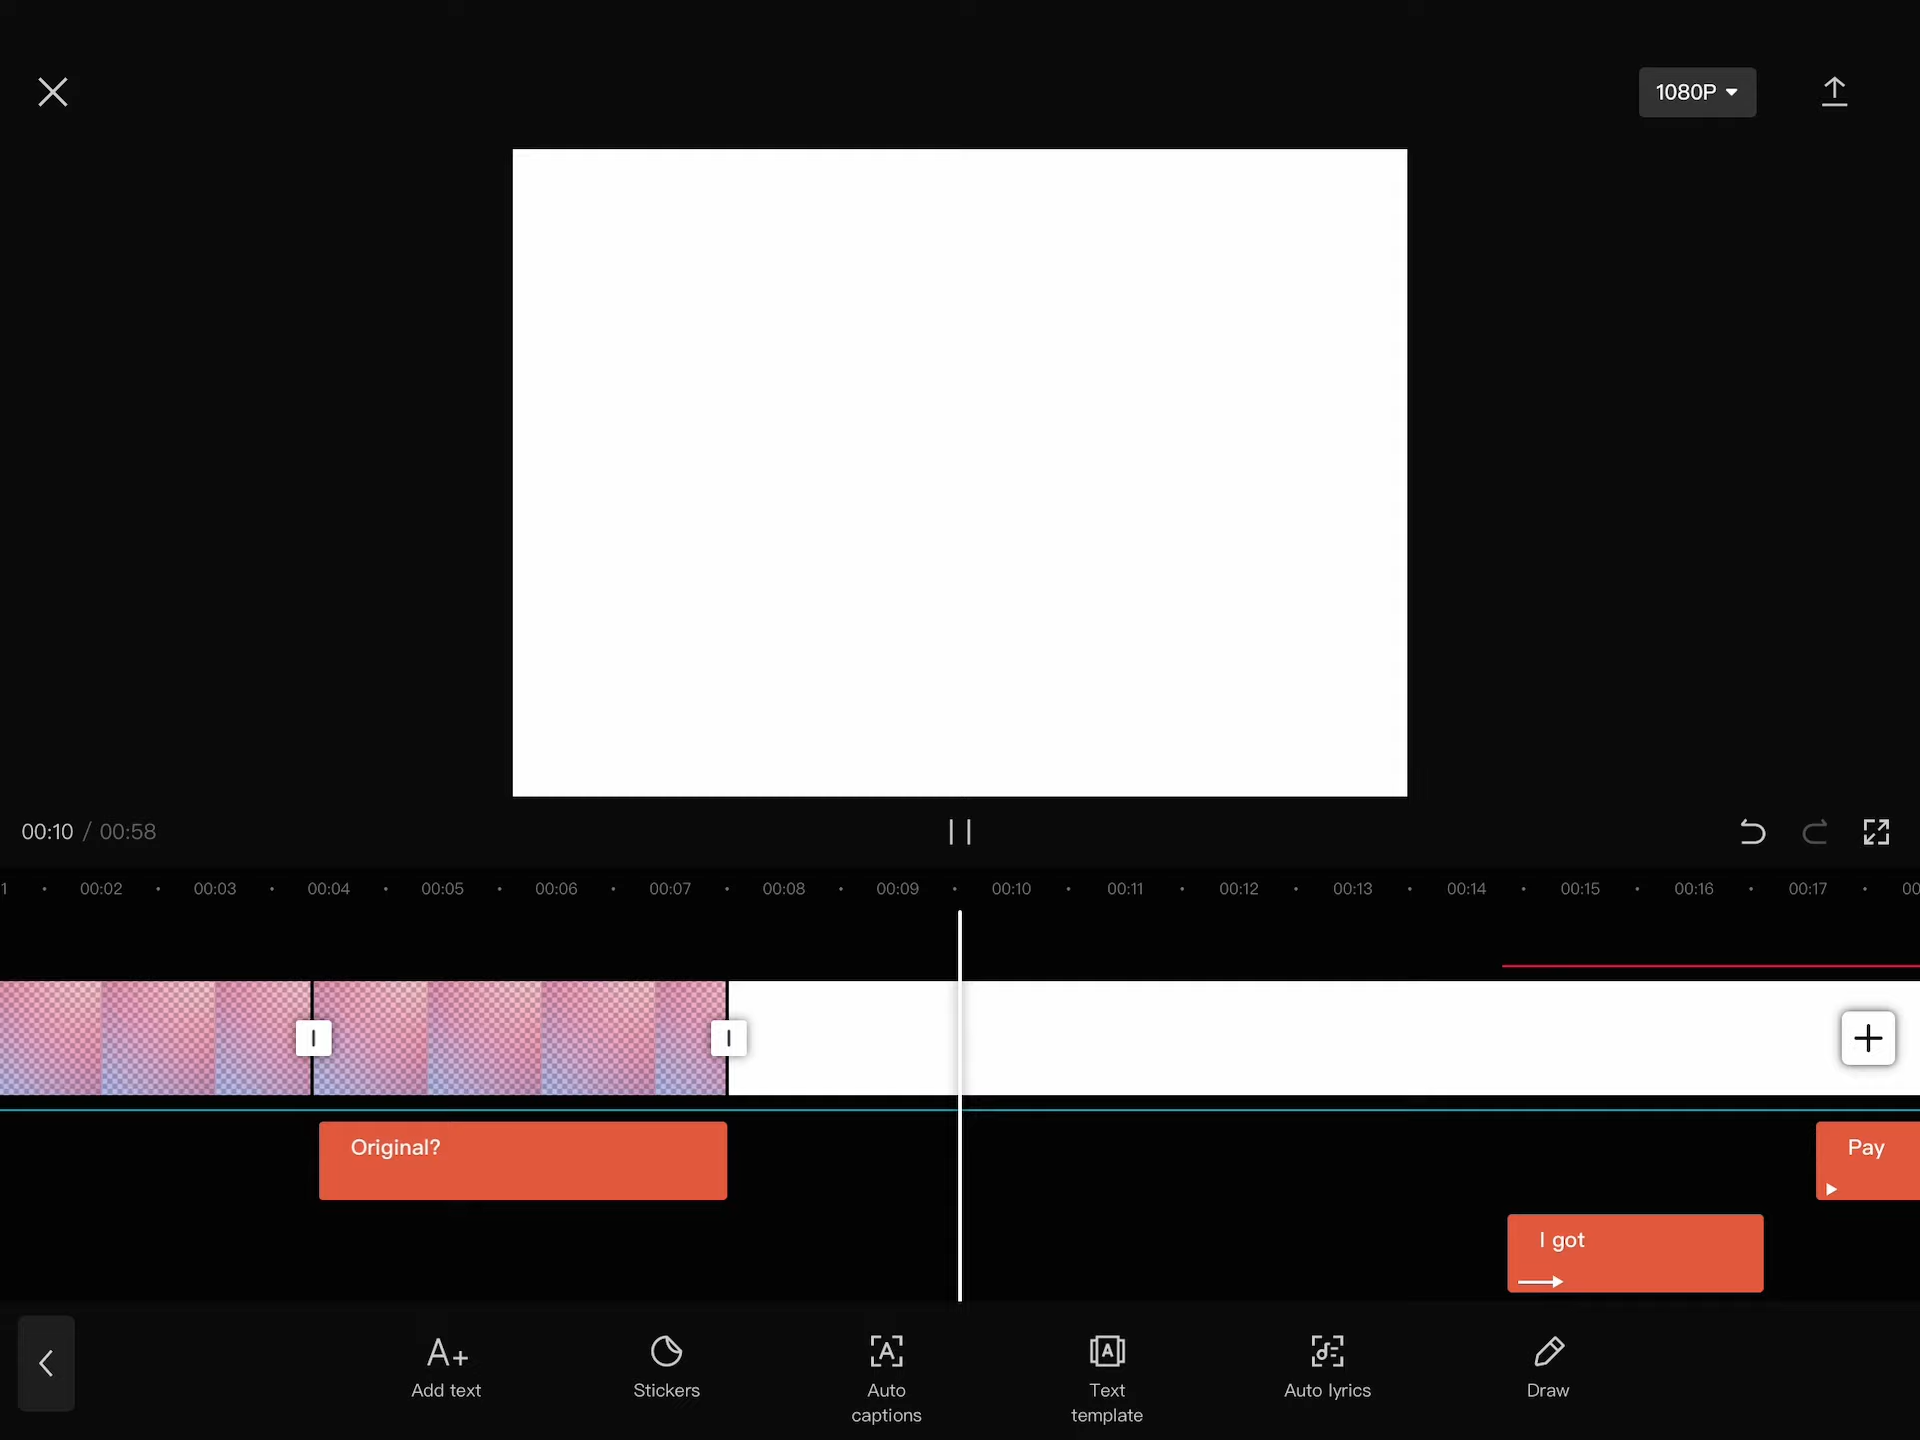 1080P
00:10 / 00:58
1 00:02 00:03 00:04 00:05 00:06 00:07 00:08 00:09 00:10 00:11 00:12 00:13 00:14 00:15 00:16 00:17 00
Original?
Pay
I got
A+
Add text
Stickers
A
Auto
captions
A
Text
template
Auto lyrics
Draw